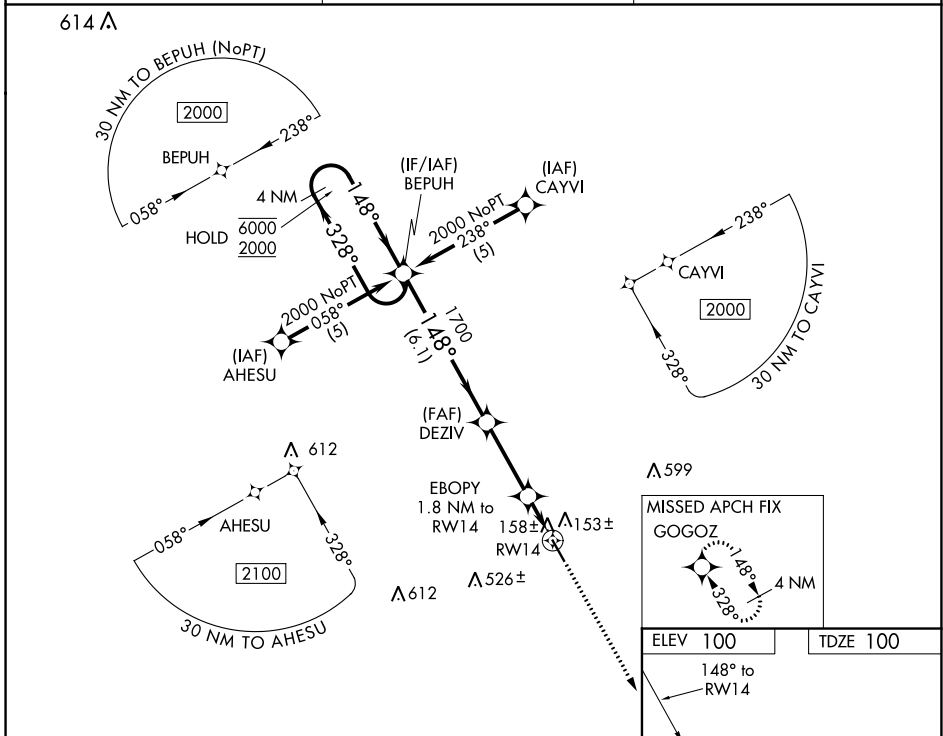 614
30 NM TO BEPUH (NoPT)
2000
238°
BEPUH
058°
4 NM
HOLD
6000
2000
148°
328°
(IF/IAF)
BEPUH
(IAF)
CAYVI
2000 NoPT
238°
(5)
2000 NoPT
058°
(5)
(IAF)
AHESU
1700
148°
(6.1)
238°
CAYVI
2000
328°
30 NM TO CAYVI
(FAF)
DEZIV
612
AHESU
058°
328°
2100
30 NM TO AHESU
EBOPY
1.8 NM to
RW14
158±
153±
RW14
526±
612
599
MISSED APCH FIX
GOGOZ
148°
4 NM
328°
ELEV 100
TDZE 100
148° to
RW14